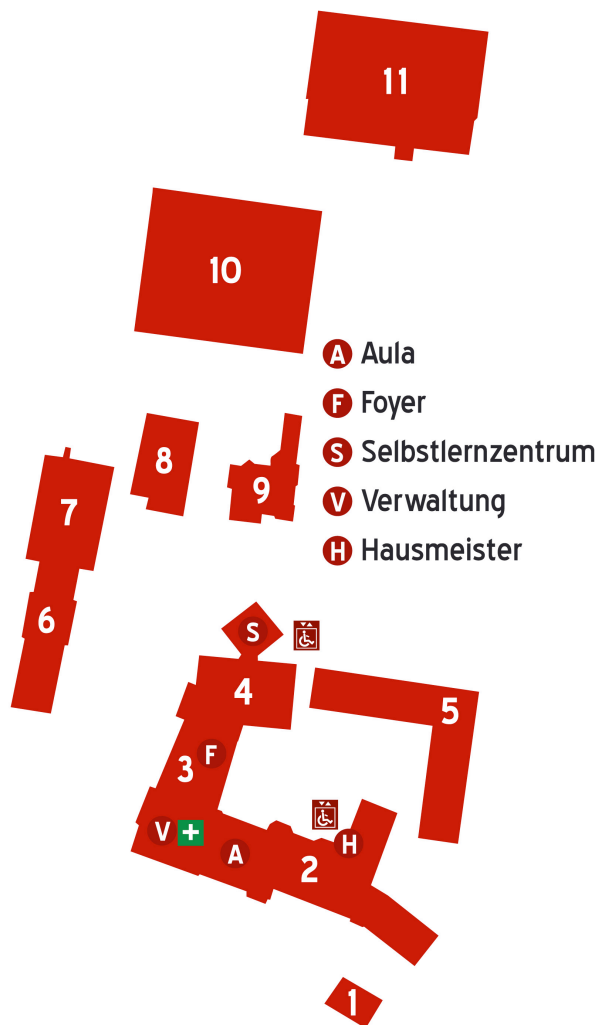 11
10
A Aula
F Foyer
S Selbstlernzentrum
V Verwaltung
H Hausmeister
8
9
7
6
S
4
5
F
3
V +
A
H
2
1